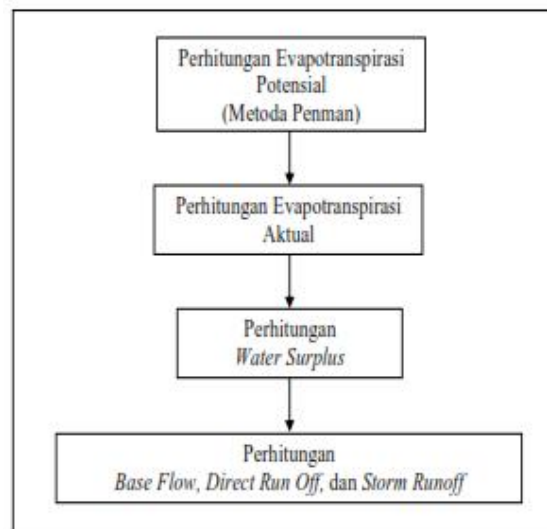 Perhitungan Evapotranspirasi
Potensial
(Metoda Penman)
Perhitungan Evapotranspirasi
Aktual
Perhitungan
Water Surplus
Perhitungan
Base Flow, Direct Run Off, dan Storm Runoff